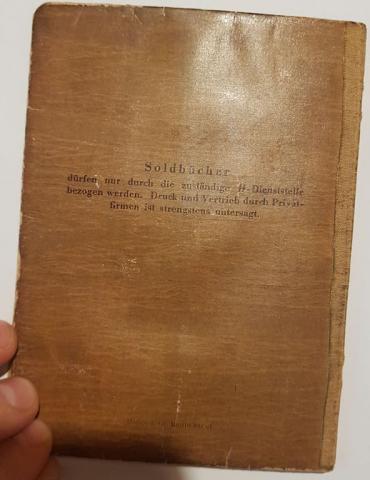 Soldbücher
dürfen nur durch die zuständige ᛋᛋ-Dienststelle
bezogen werden. Druck und Vertrieb durch Privat-
firmen ist strengstens untersagt.